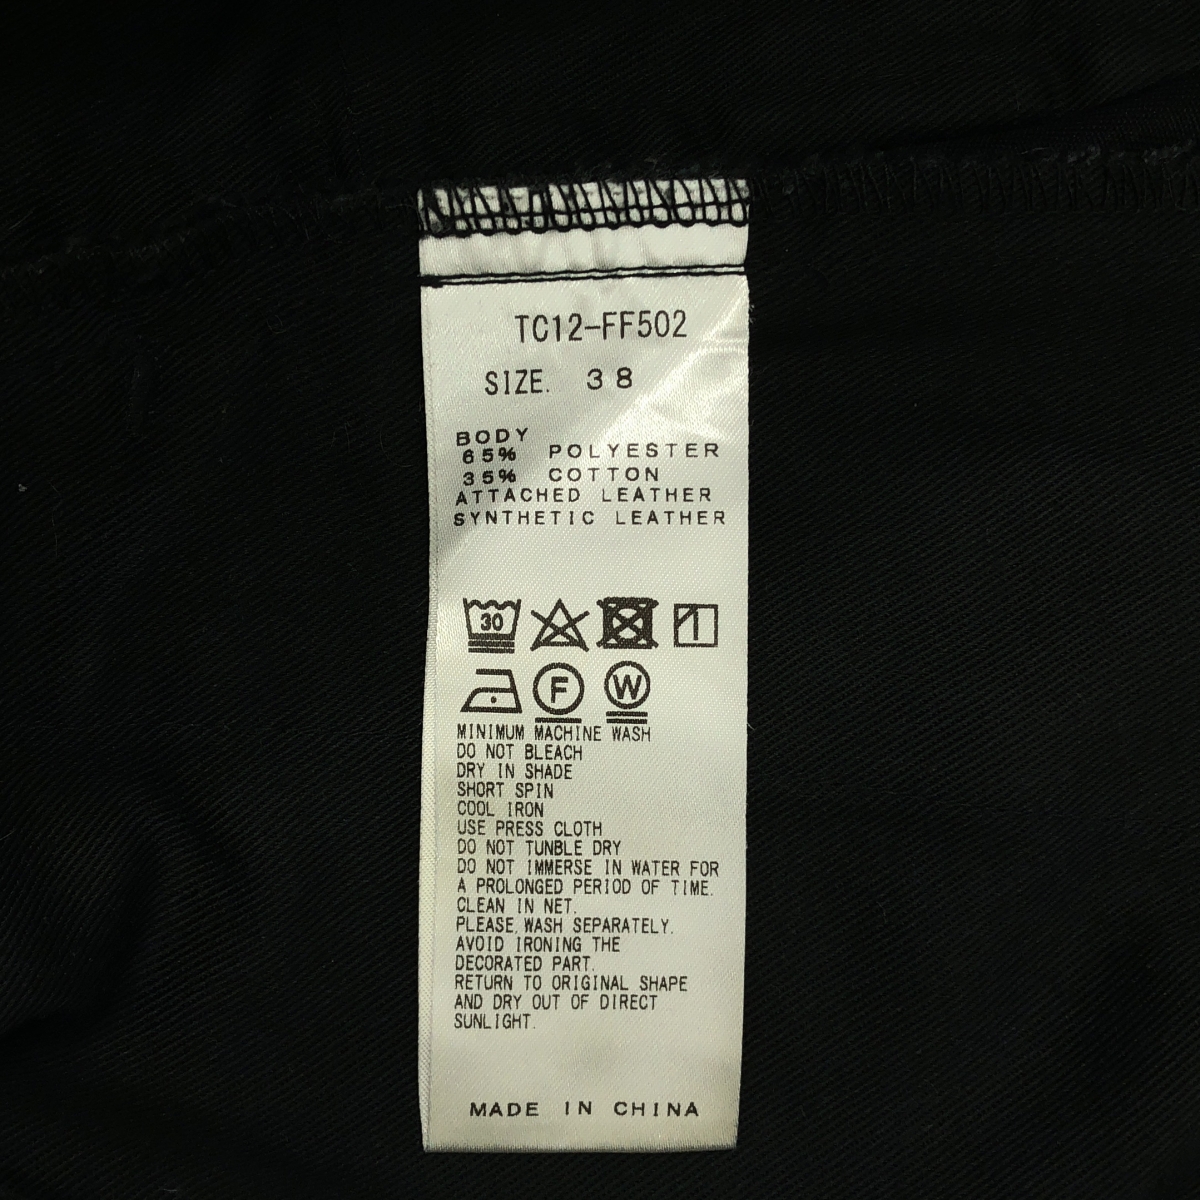 TC12-FF502
SIZE. 38
BODY
65% POLYESTER
35% COTTON
ATTACHED LEATHER
SYNTHETIC LEATHER
30
F W
MINIMUM MACHINE WASH
DO NOT BLEACH
DRY IN SHADE
SHORT SPIN
COOL IRON
USE PRESS CLOTH
DO NOT TUNBLE DRY
DO NOT IMMERSE IN WATER FOR
A PROLONGED PERIOD OF TIME.
CLEAN IN NET.
PLEASE. WASH SEPARATELY.
AVOID IRONING THE
DECORATED PART.
RETURN TO ORIGINAL SHAPE
AND DRY OUT OF DIRECT
SUNLIGHT.
MADE IN CHINA